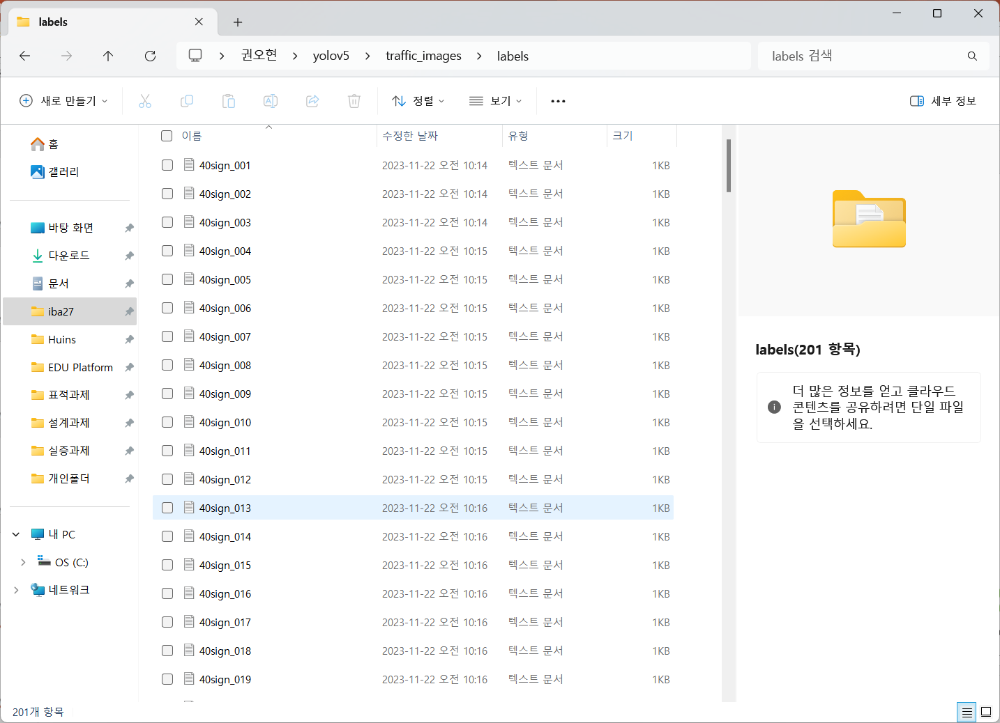 labels
권오현 yolov5 traffic_images labels
labels 검색
새로 만들기 정렬 보기 세부 정보
홈
갤러리
바탕 화면
다운로드
문서
iba27
Huins
EDU Platform
표적과제
설계과제
실증과제
개인폴더
내 PC
OS (C:)
네트워크
이름 수정한 날짜 유형 크기
40sign_001 2023-11-22 오전 10:14 텍스트 문서 1KB
40sign_002 2023-11-22 오전 10:14 텍스트 문서 1KB
40sign_003 2023-11-22 오전 10:14 텍스트 문서 1KB
40sign_004 2023-11-22 오전 10:15 텍스트 문서 1KB
40sign_005 2023-11-22 오전 10:15 텍스트 문서 1KB
40sign_006 2023-11-22 오전 10:15 텍스트 문서 1KB
40sign_007 2023-11-22 오전 10:15 텍스트 문서 1KB
40sign_008 2023-11-22 오전 10:15 텍스트 문서 1KB
40sign_009 2023-11-22 오전 10:15 텍스트 문서 1KB
40sign_010 2023-11-22 오전 10:15 텍스트 문서 1KB
40sign_011 2023-11-22 오전 10:15 텍스트 문서 1KB
40sign_012 2023-11-22 오전 10:15 텍스트 문서 1KB
40sign_013 2023-11-22 오전 10:16 텍스트 문서 1KB
40sign_014 2023-11-22 오전 10:16 텍스트 문서 1KB
40sign_015 2023-11-22 오전 10:16 텍스트 문서 1KB
40sign_016 2023-11-22 오전 10:16 텍스트 문서 1KB
40sign_017 2023-11-22 오전 10:16 텍스트 문서 1KB
40sign_018 2023-11-22 오전 10:16 텍스트 문서 1KB
40sign_019 2023-11-22 오전 10:16 텍스트 문서 1KB
labels(201 항목)
더 많은 정보를 얻고 클라우드
콘텐츠를 공유하려면 단일 파일
을 선택하세요.
201개 항목